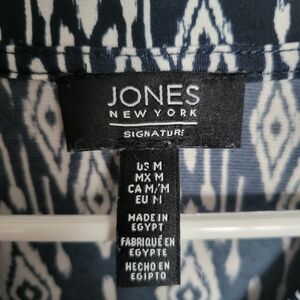 JONES
NEW YORK
SIGNATURE
US M
MX M
CA M/M
EU M
MADE IN
EGYPT
FABRIQUÉ EN
EGYPTE
HECHO EN
EGIPTO